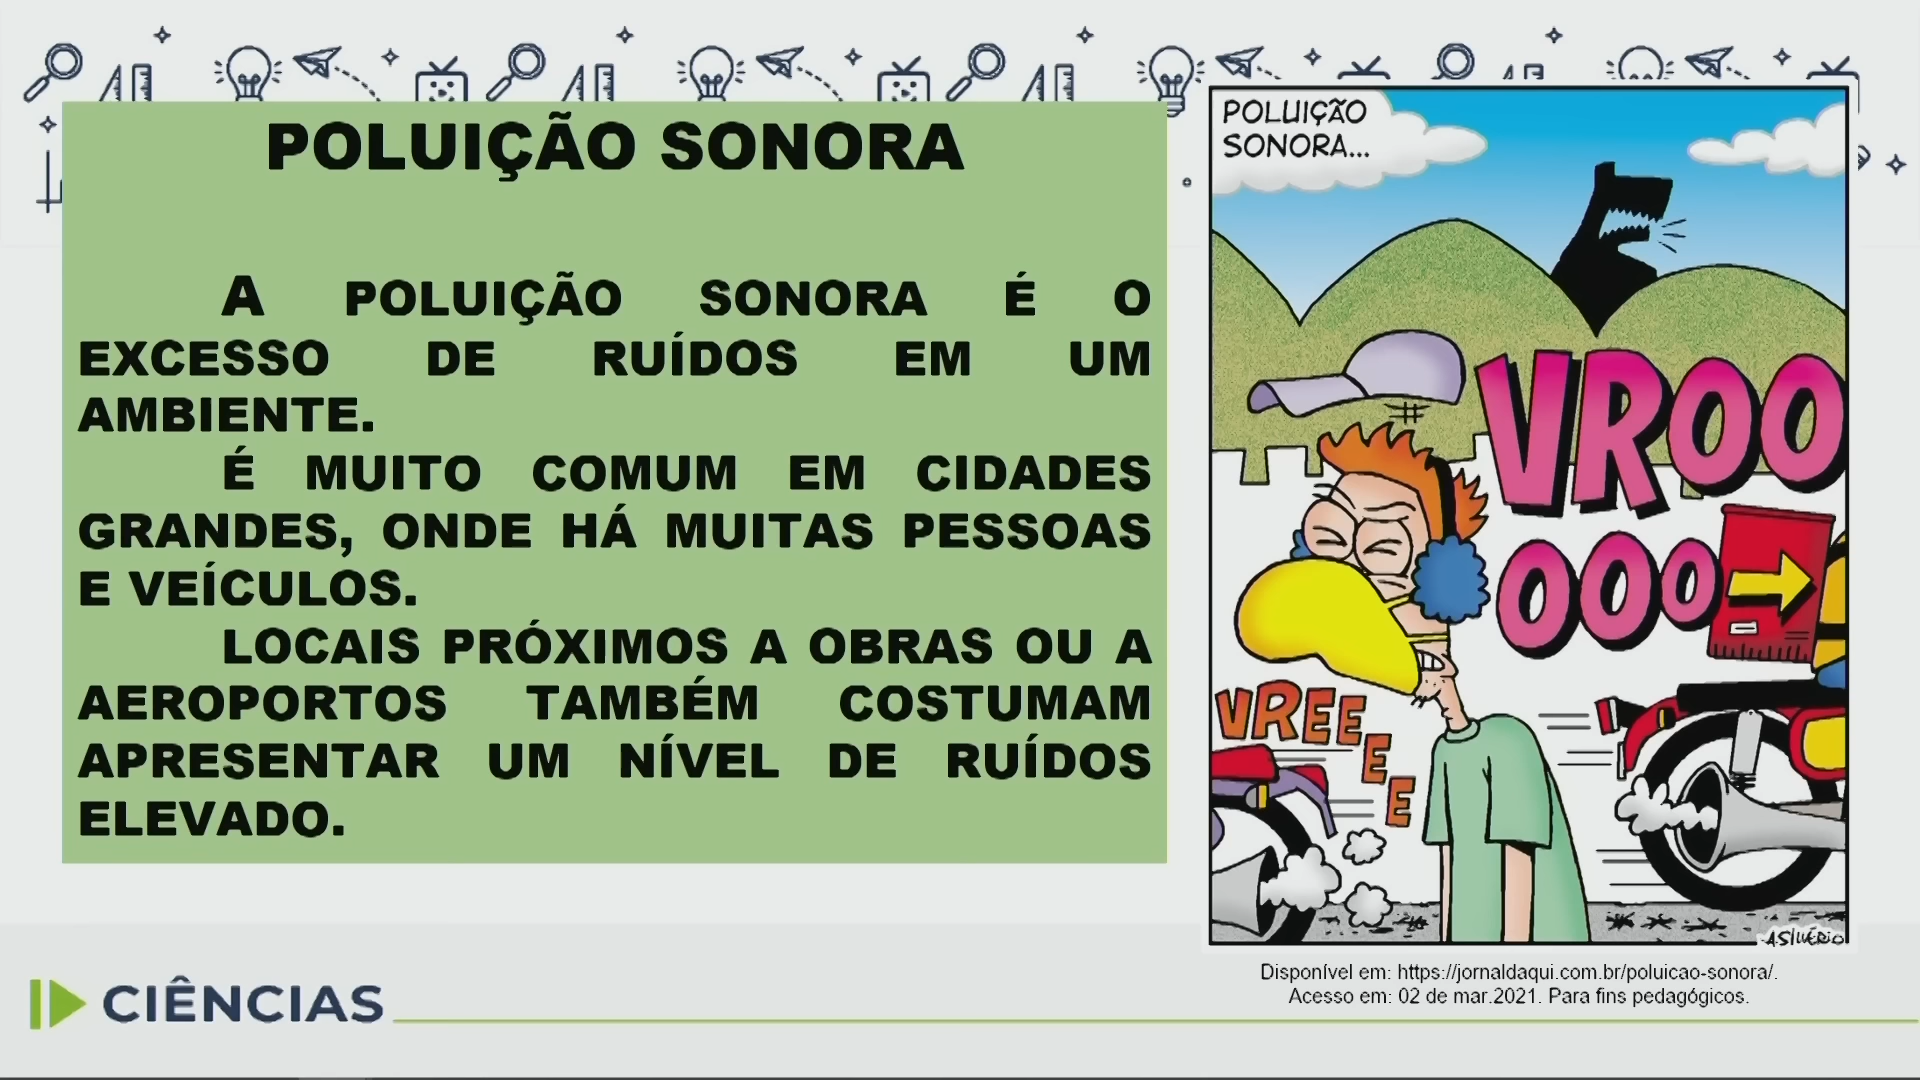 POLUIÇÃO SONORA
A POLUIÇÃO SONORA É O
EXCESSO DE RUÍDOS EM UM
AMBIENTE.
É MUITO COMUM EM CIDADES
GRANDES, ONDE HÁ MUITAS PESSOAS
E VEÍCULOS.
LOCAIS PRÓXIMOS A OBRAS OU A
AEROPORTOS TAMBÉM COSTUMAM
APRESENTAR UM NÍVEL DE RUÍDOS
ELEVADO.
POLUIÇÃO
SONORA...
VROO
OOO
VREEEE
ASILVÉRIO
Disponível em: https://jornaldaqui.com.br/poluicao-sonora/.
Acesso em: 02 de mar.2021. Para fins pedagógicos.
CIÊNCIAS